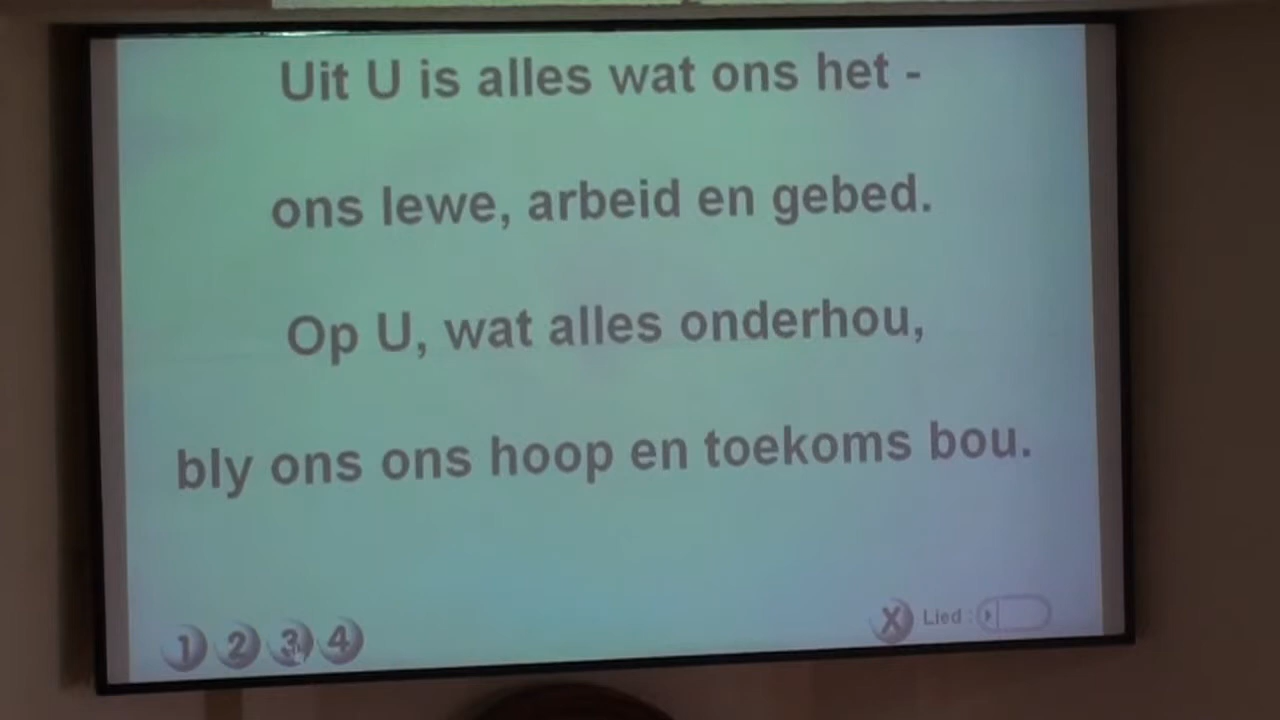 Uit U is alles wat ons het -
ons lewe, arbeid en gebed.
Op U, wat alles onderhou,
bly ons ons hoop en toekoms bou.
1 2 3 4 X Lied :